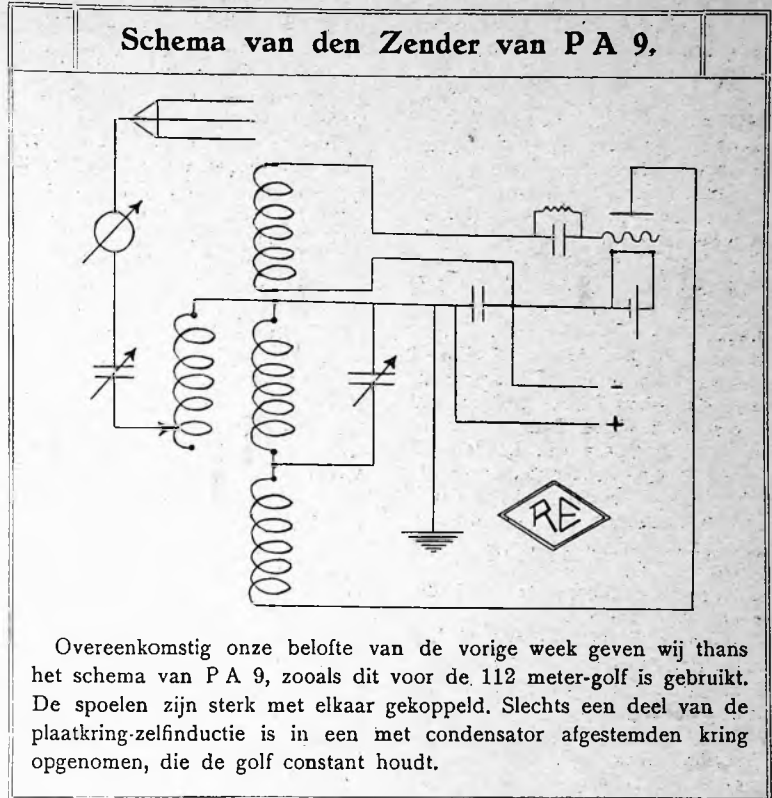 Schema van den Zender van P A 9.
-
+
RE
Overeenkomstig onze belofte van de vorige week geven wij thans
het schema van P A 9, zooals dit voor de 112 meter-golf is gebruikt.
De spoelen zijn sterk met elkaar gekoppeld. Slechts een deel van de
plaatkring-zelfinductie is in een met condensator afgestemden kring
opgenomen, die de golf constant houdt.